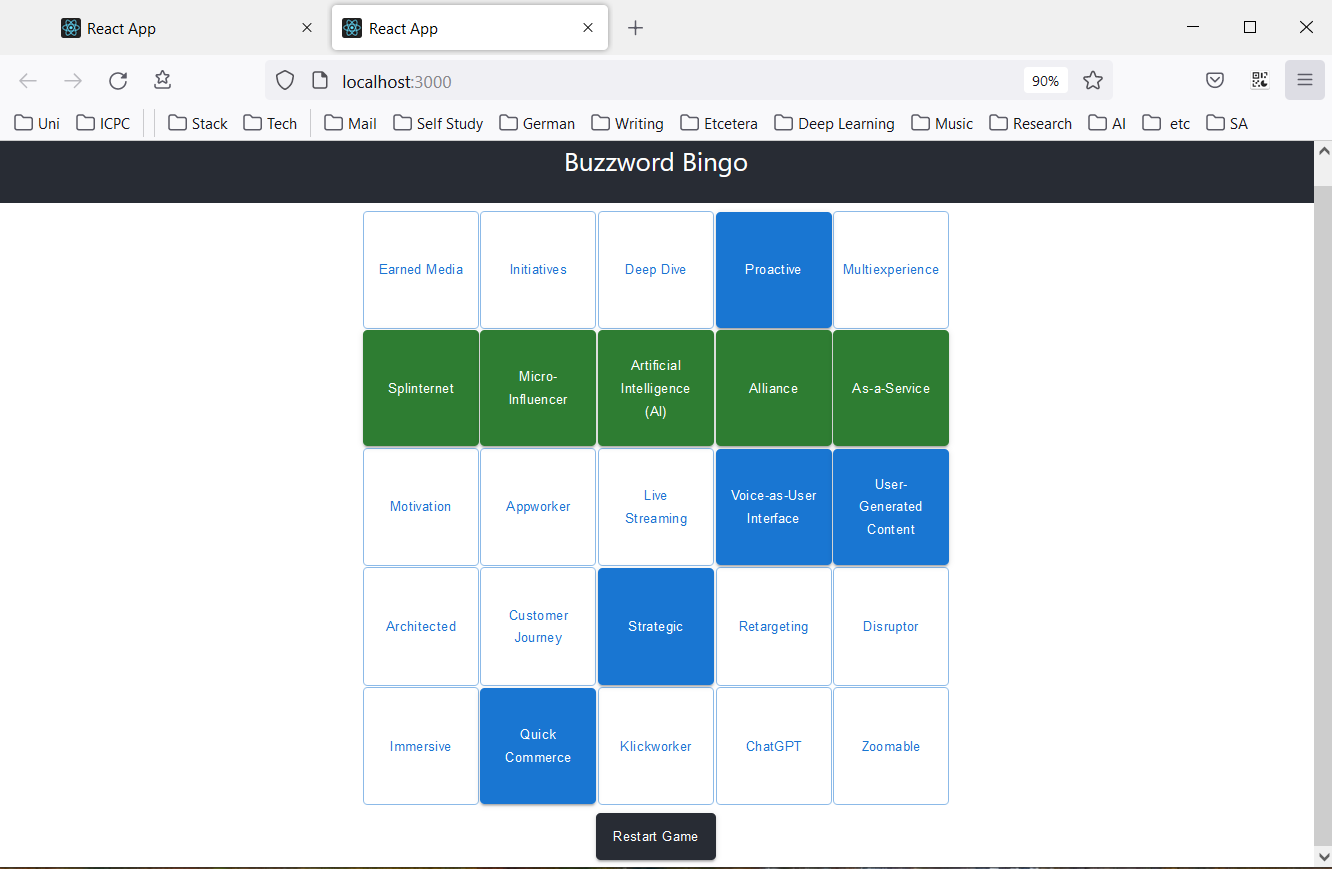 React App
React App
localhost:3000
90%
Uni
ICPC
Stack
Tech
Mail
Self Study
German
Writing
Etcetera
Deep Learning
Music
Research
AI
etc
SA
Buzzword Bingo
Earned Media
Initiatives
Deep Dive
Proactive
Multiexperience
Splinternet
Micro-
Influencer
Artificial
Intelligence
(AI)
Alliance
As-a-Service
Motivation
Appworker
Live
Streaming
Voice-as-User
Interface
User-
Generated
Content
Architected
Customer
Journey
Strategic
Retargeting
Disruptor
Immersive
Quick
Commerce
Klickworker
ChatGPT
Zoomable
Restart Game